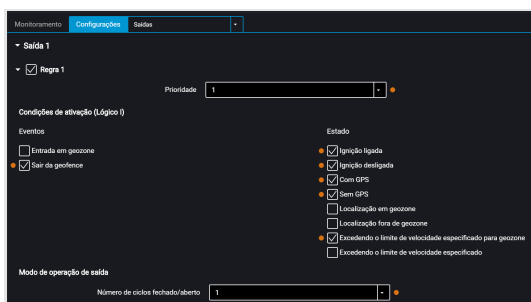 Monitoramento Configurações Saídas
Saída 1
Regra 1
Prioridade 1
Condições de ativação (Lógico I)
Eventos Estado
Entrada em geozone Ignição ligada
Sair da geofence Ignição desligada
Com GPS
Sem GPS
Localização em geozone
Localização fora de geozone
Excedendo o limite de velocidade especificado para geozone
Excedendo o limite de velocidade especificado
Modo de operação de saída
Número de ciclos fechado/aberto 1